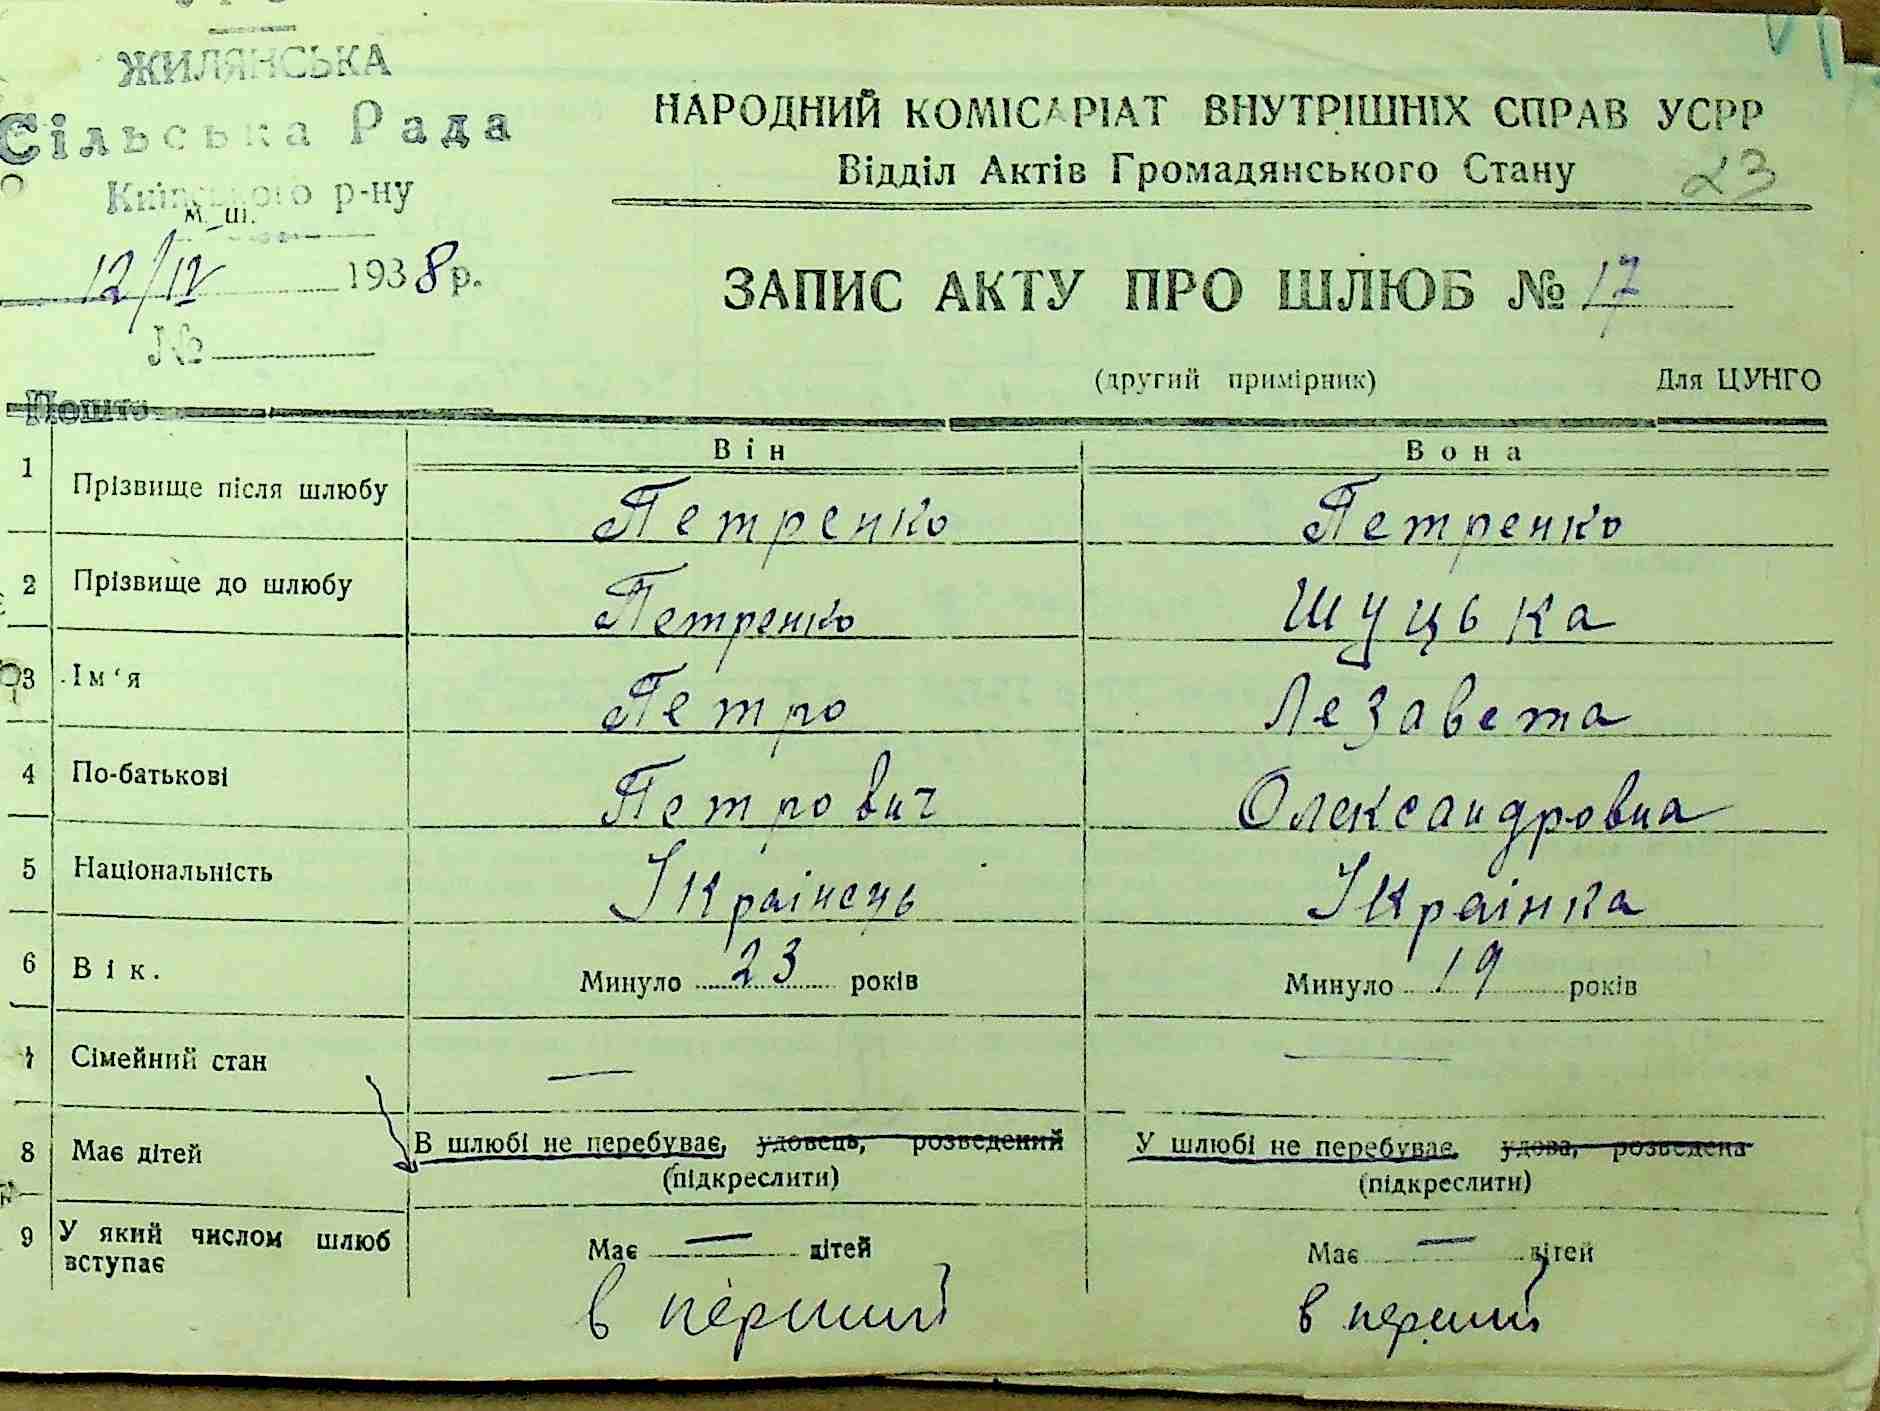 ЖИЛЯНСЬКА
Сільська Рада
Київського р-ну
м. ш.
12/IV 1938 р.
№
Пошто
НАРОДНИЙ КОМІСАРІАТ ВНУТРІШНІХ СПРАВ УСРР
Відділ Актів Громадянського Стану 23
ЗАПИС АКТУ ПРО ШЛЮБ № 17
(другий примірник) Для ЦУНГО
Він Вона
1 Прізвище після шлюбу Петренко Петренко
2 Прізвище до шлюбу Петренко Шуцька
3 Ім'я Петро Лезавета
4 По-батькові Петрович Олександровна
5 Національність Українець Українка
6 Вік. Минуло 23 років Минуло 19 років
7 Сімейний стан — —
8 Має дітей В шлюбі не перебуває, удовець, розведений У шлюбі не перебуває, удова, розведена
(підкреслити) (підкреслити)
9 У який числом шлюб вступає Має — дітей Має — дітей
в перший в перший